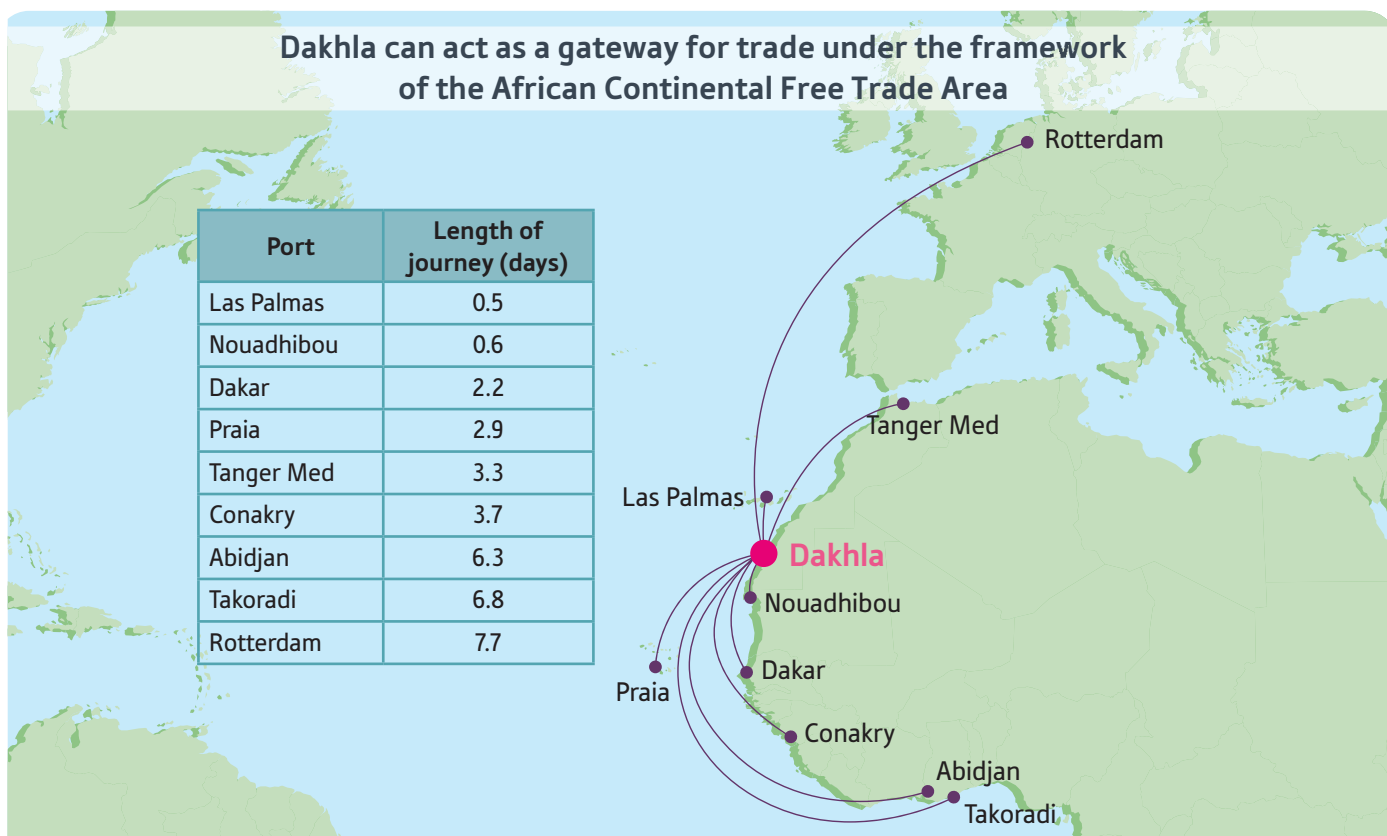 Dakhla can act as a gateway for trade under the framework
of the African Continental Free Trade Area
Port Length of journey (days)
Las Palmas 0.5
Nouadhibou 0.6
Dakar 2.2
Praia 2.9
Tanger Med 3.3
Conakry 3.7
Abidjan 6.3
Takoradi 6.8
Rotterdam 7.7
Rotterdam
Tanger Med
Las Palmas
Dakhla
Nouadhibou
Dakar
Praia
Conakry
Abidjan
Takoradi